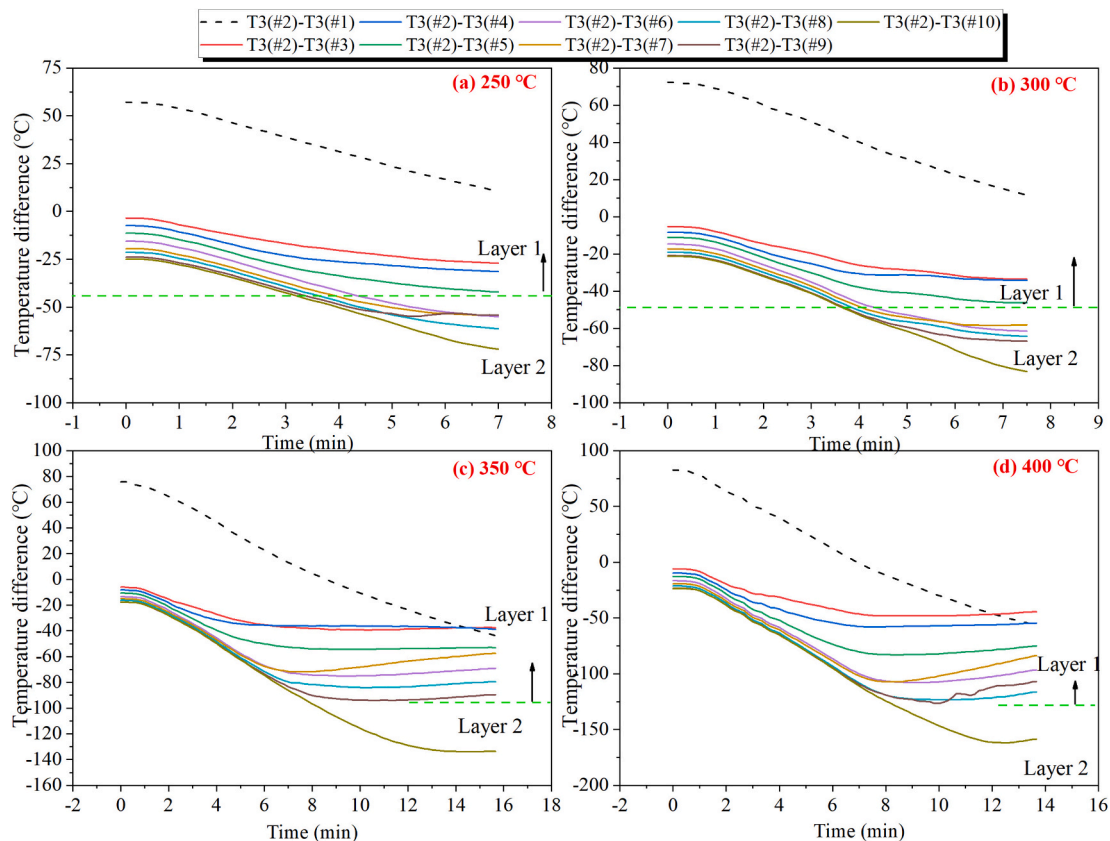 T3(#2)-T3(#1) T3(#2)-T3(#4) T3(#2)-T3(#6) T3(#2)-T3(#8) T3(#2)-T3(#10)
T3(#2)-T3(#3) T3(#2)-T3(#5) T3(#2)-T3(#7) T3(#2)-T3(#9)
(a) 250 °C
Temperature difference (°C)
75
50
25
0
-25
-50
-75
-100
Layer 1
Layer 2
-1 0 1 2 3 4 5 6 7 8
Time (min)
(b) 300 °C
Temperature difference (°C)
80
60
40
20
0
-20
-40
-60
-80
-100
Layer 1
Layer 2
-2 -1 0 1 2 3 4 5 6 7 8 9
Time (min)
(c) 350 °C
Temperature difference (°C)
100
80
60
40
20
0
-20
-40
-60
-80
-100
-120
-140
-160
Layer 1
Layer 2
-2 0 2 4 6 8 10 12 14 16 18
Time (min)
(d) 400 °C
Temperature difference (°C)
100
50
0
-50
-100
-150
-200
Layer 1
Layer 2
-2 0 2 4 6 8 10 12 14 16
Time (min)